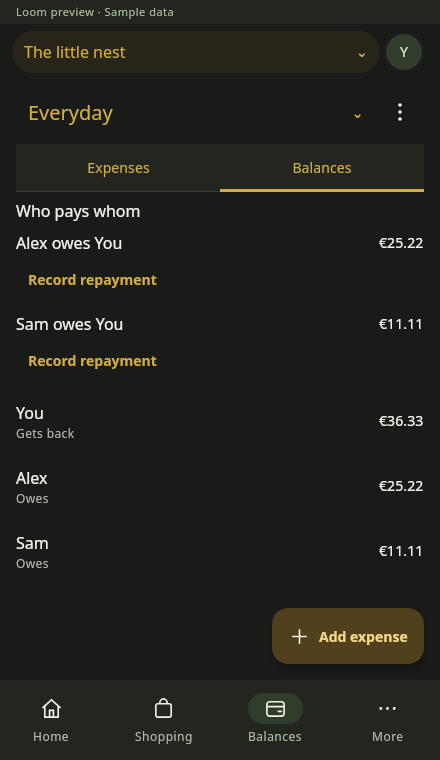 Loom preview · Sample data
The little nest
Y
Everyday
Expenses
Balances
Who pays whom
Alex owes You
€25.22
Record repayment
Sam owes You
€11.11
Record repayment
You
Gets back
€36.33
Alex
Owes
€25.22
Sam
Owes
€11.11
Add expense
Home
Shopping
Balances
More